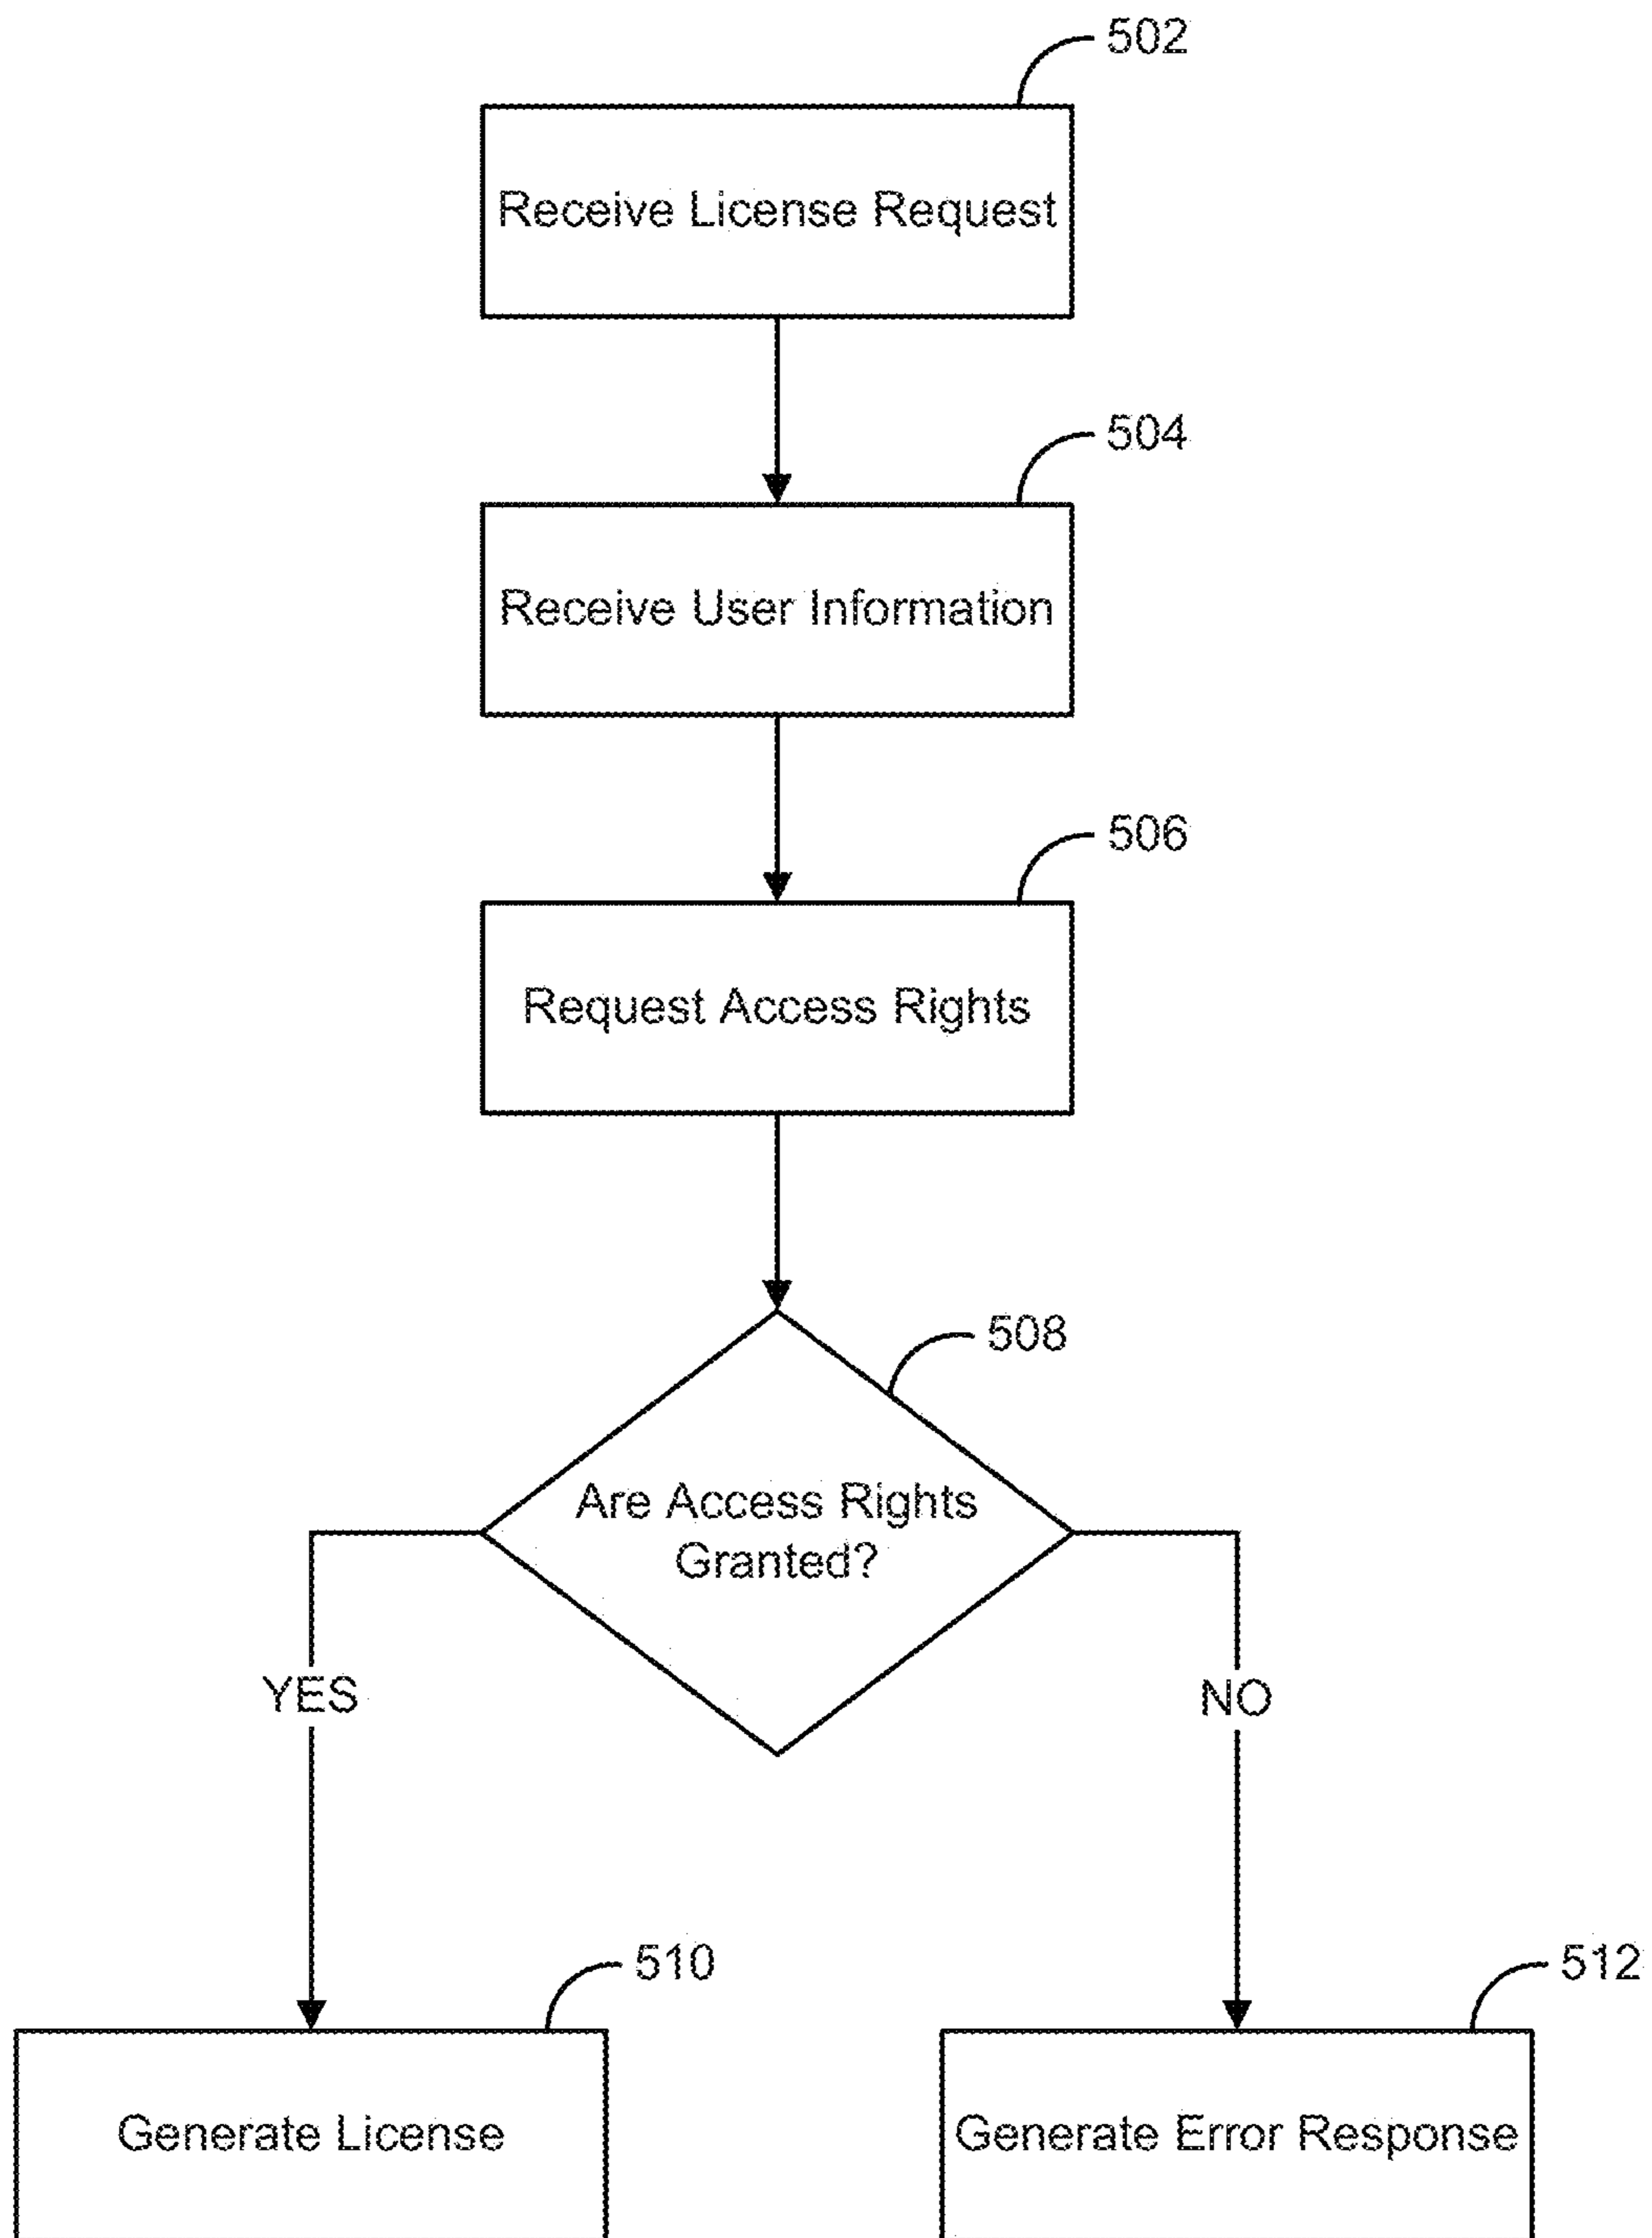 502
Receive License Request
504
Receive User Information
506
Request Access Rights
508
Are Access Rights
Granted?
YES
NO
510
512
Generate License
Generate Error Response